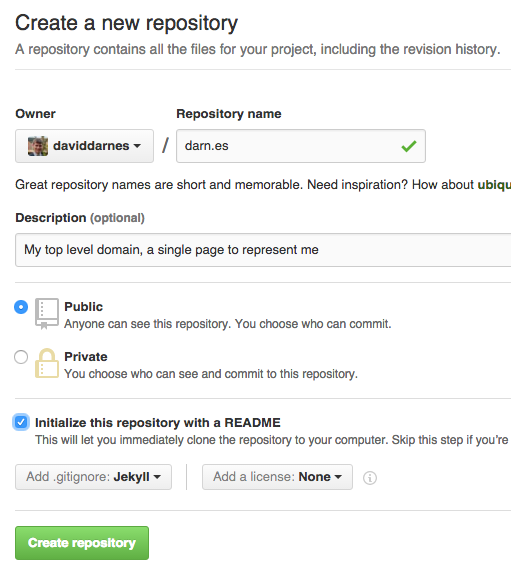 Create a new repository
A repository contains all the files for your project, including the revision history.
Owner Repository name
daviddarnes / darn.es
Great repository names are short and memorable. Need inspiration? How about ubiqu
Description (optional)
My top level domain, a single page to represent me
Public
Anyone can see this repository. You choose who can commit.
Private
You choose who can see and commit to this repository.
Initialize this repository with a README
This will let you immediately clone the repository to your computer. Skip this step if you're
Add .gitignore: Jekyll Add a license: None
Create repository